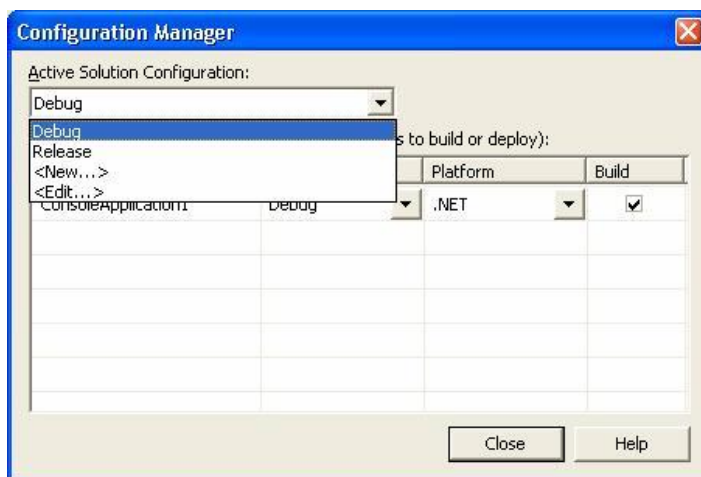 Configuration Manager
Active Solution Configuration:
Debug
Debug
Release
<New...>
<Edit...>
s to build or deploy):
Platform Build
ConsoleApplication1 Debug .NET
Close Help